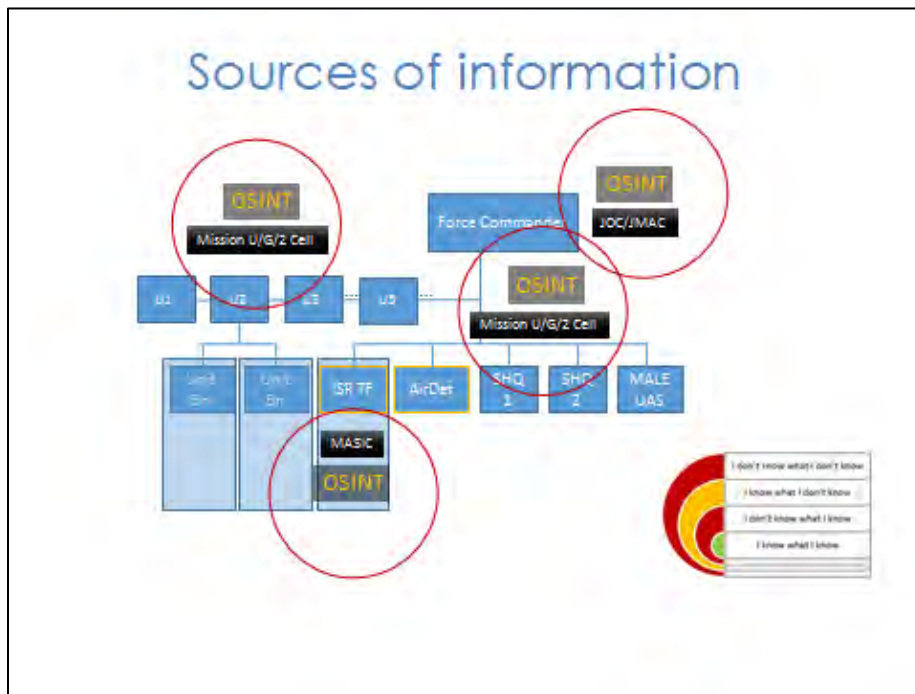 Sources of information
OSINT
Mission U/G/2 Cell
OSINT
JOC/JMAC
Force Commande
OSINT
Mission U/G/2 Cell
U1
U2
U3
U5
ISR TF
AirDet
SHQ
1
SHQ
2
MALE
UAS
MASIC
OSINT
I don't know what I don't know
I know what I don't know
I don't know what I know
I know what I know